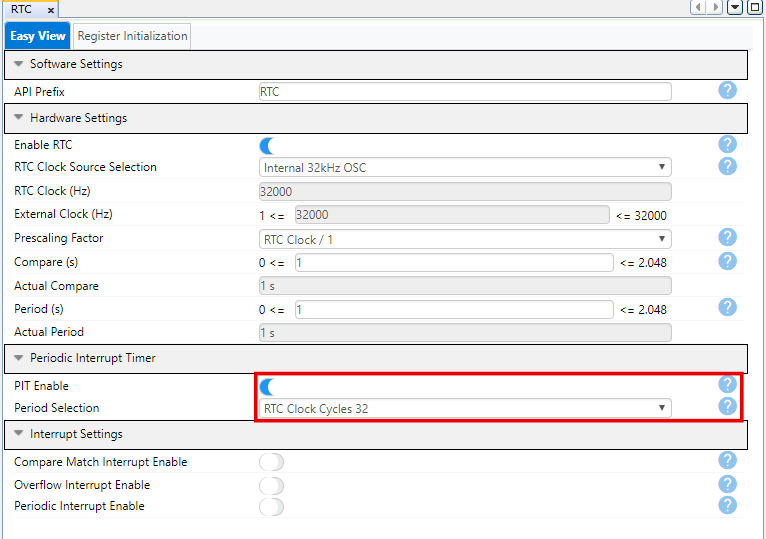 RTC ×
Easy View Register Initialization
Software Settings
API Prefix RTC ?
Hardware Settings
Enable RTC ?
RTC Clock Source Selection Internal 32kHz OSC ?
RTC Clock (Hz) 32000
External Clock (Hz) 1 <= 32000 <= 32000
Prescaling Factor RTC Clock / 1 ?
Compare (s) 0 <= 1 <= 2.048 ?
Actual Compare 1 s
Period (s) 0 <= 1 <= 2.048 ?
Actual Period 1 s
Periodic Interrupt Timer
PIT Enable ?
Period Selection RTC Clock Cycles 32 ?
Interrupt Settings
Compare Match Interrupt Enable ?
Overflow Interrupt Enable ?
Periodic Interrupt Enable ?